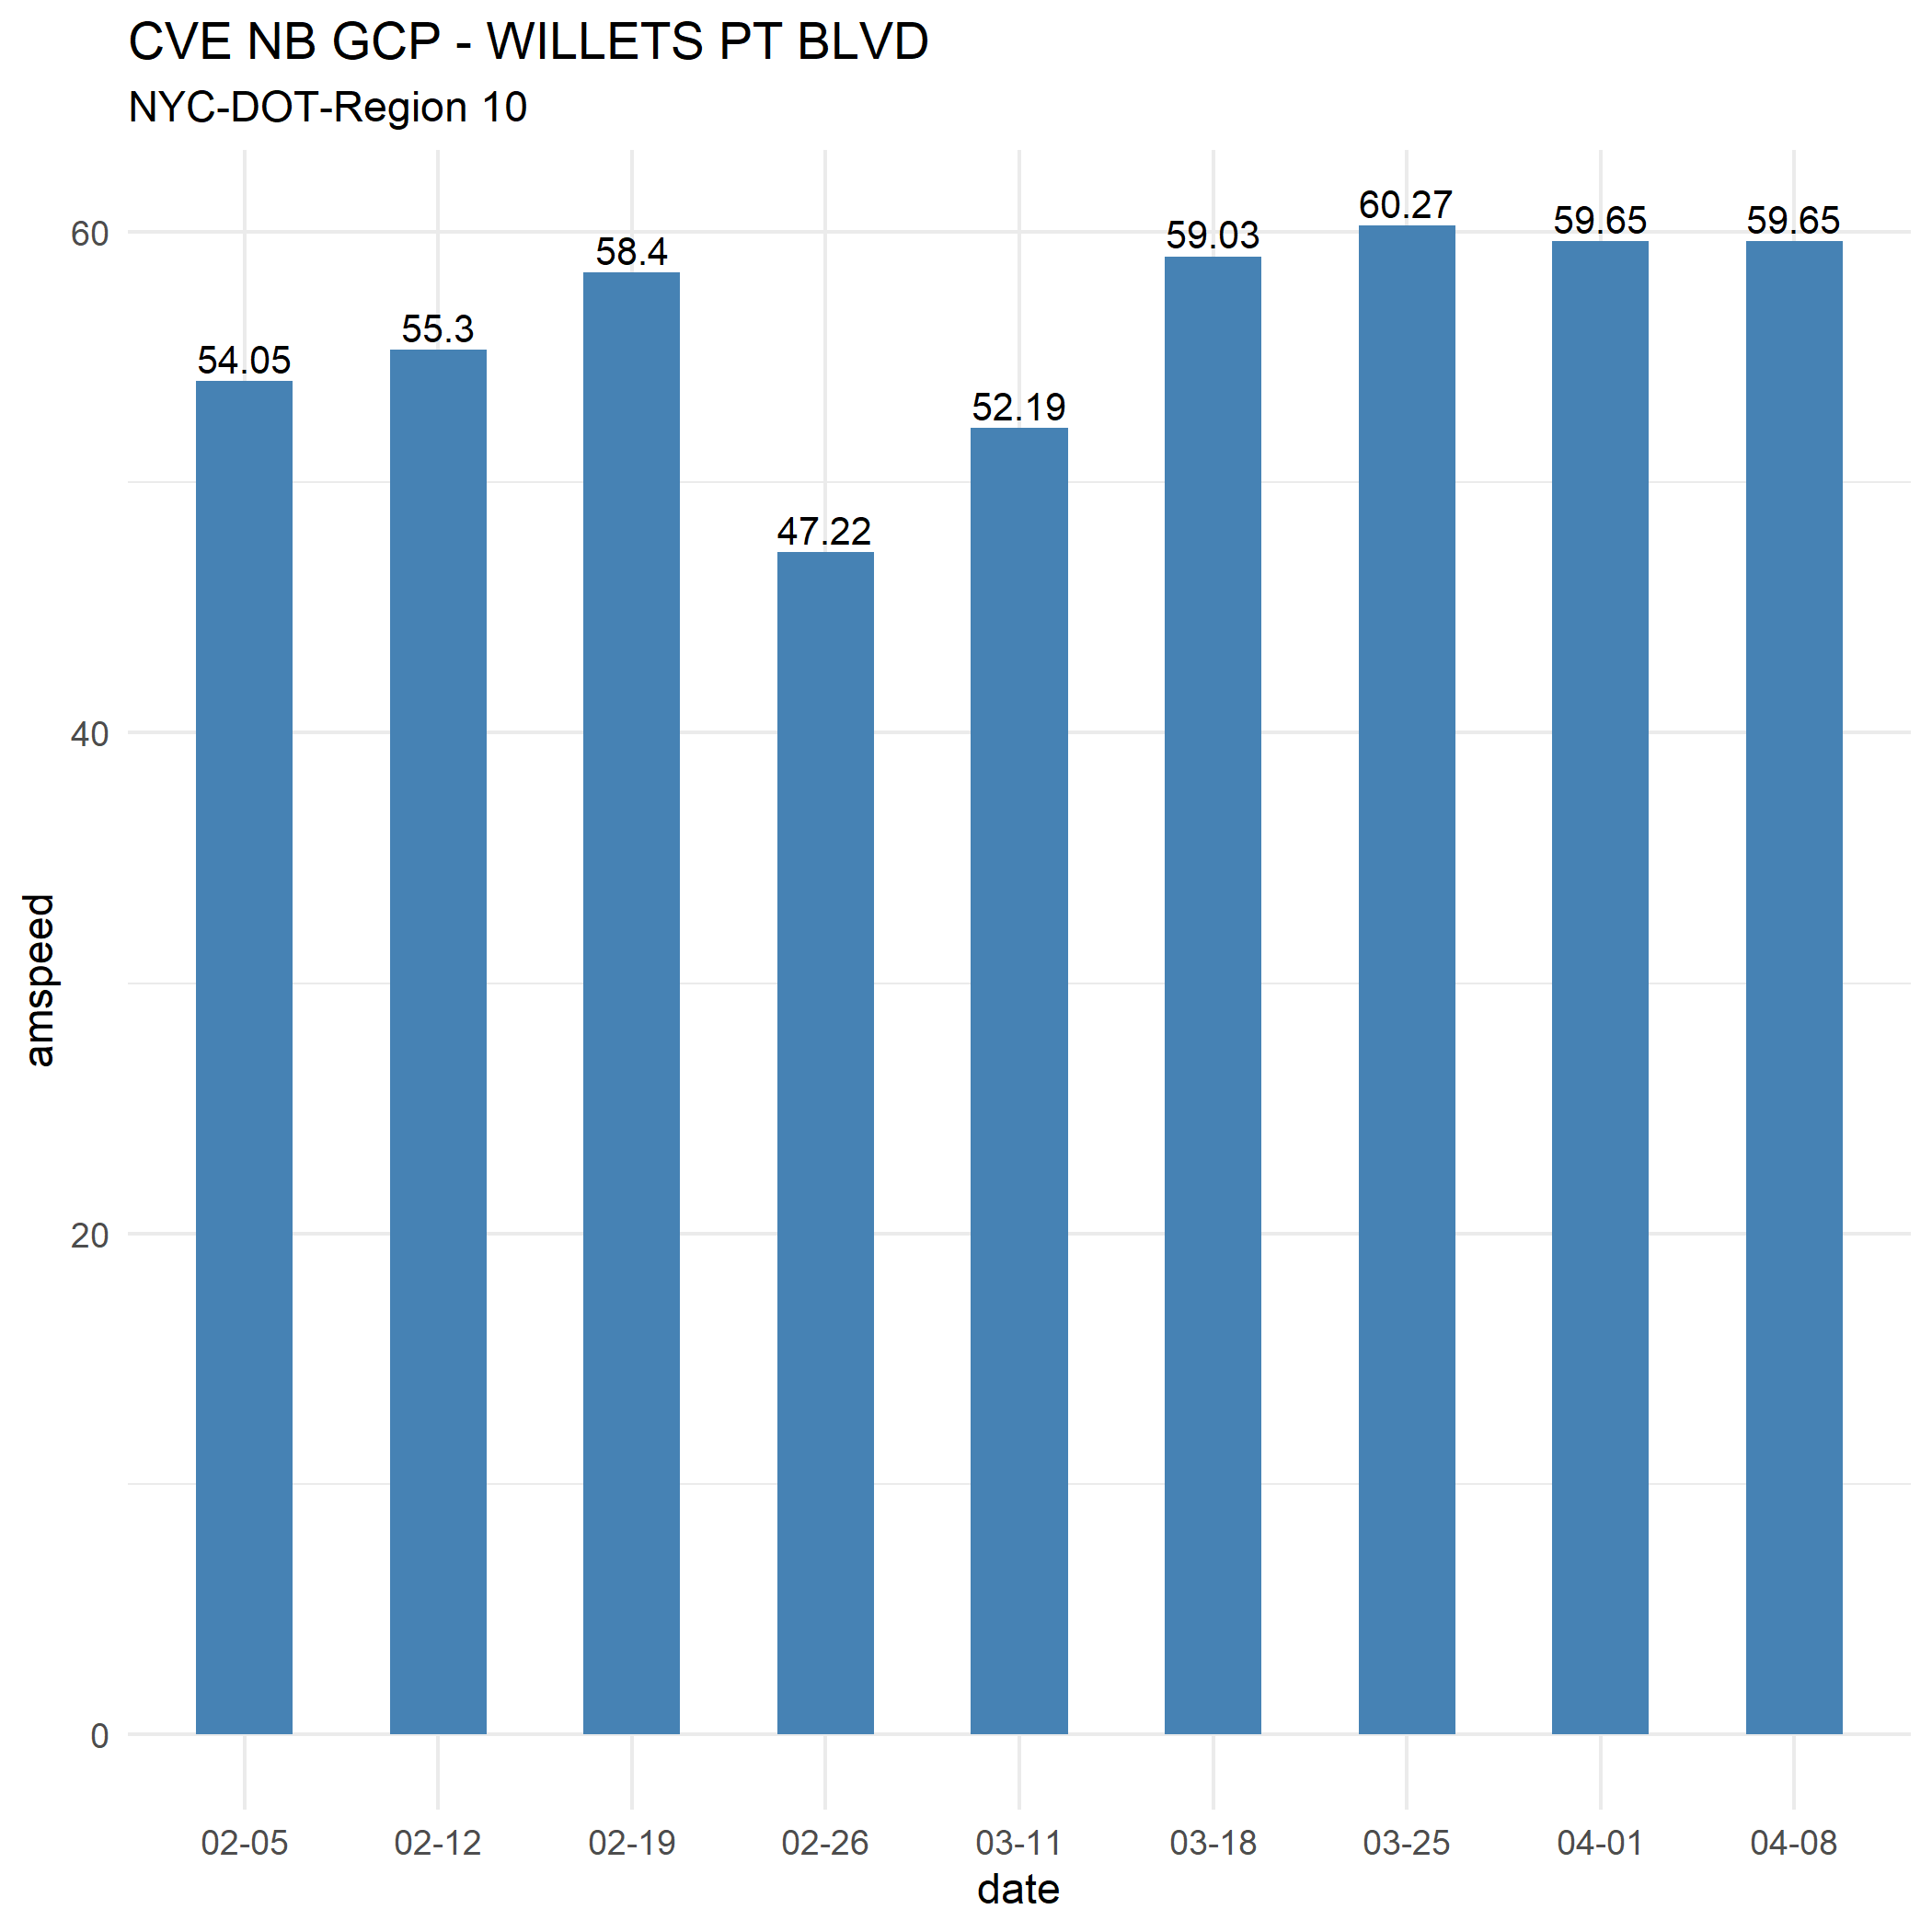 CVE NB GCP - WILLETS PT BLVD
NYC-DOT-Region 10
60
40
20
0
amspeed
54.05
55.3
58.4
47.22
52.19
59.03
60.27
59.65
59.65
02-05 02-12 02-19 02-26 03-11 03-18 03-25 04-01 04-08
date